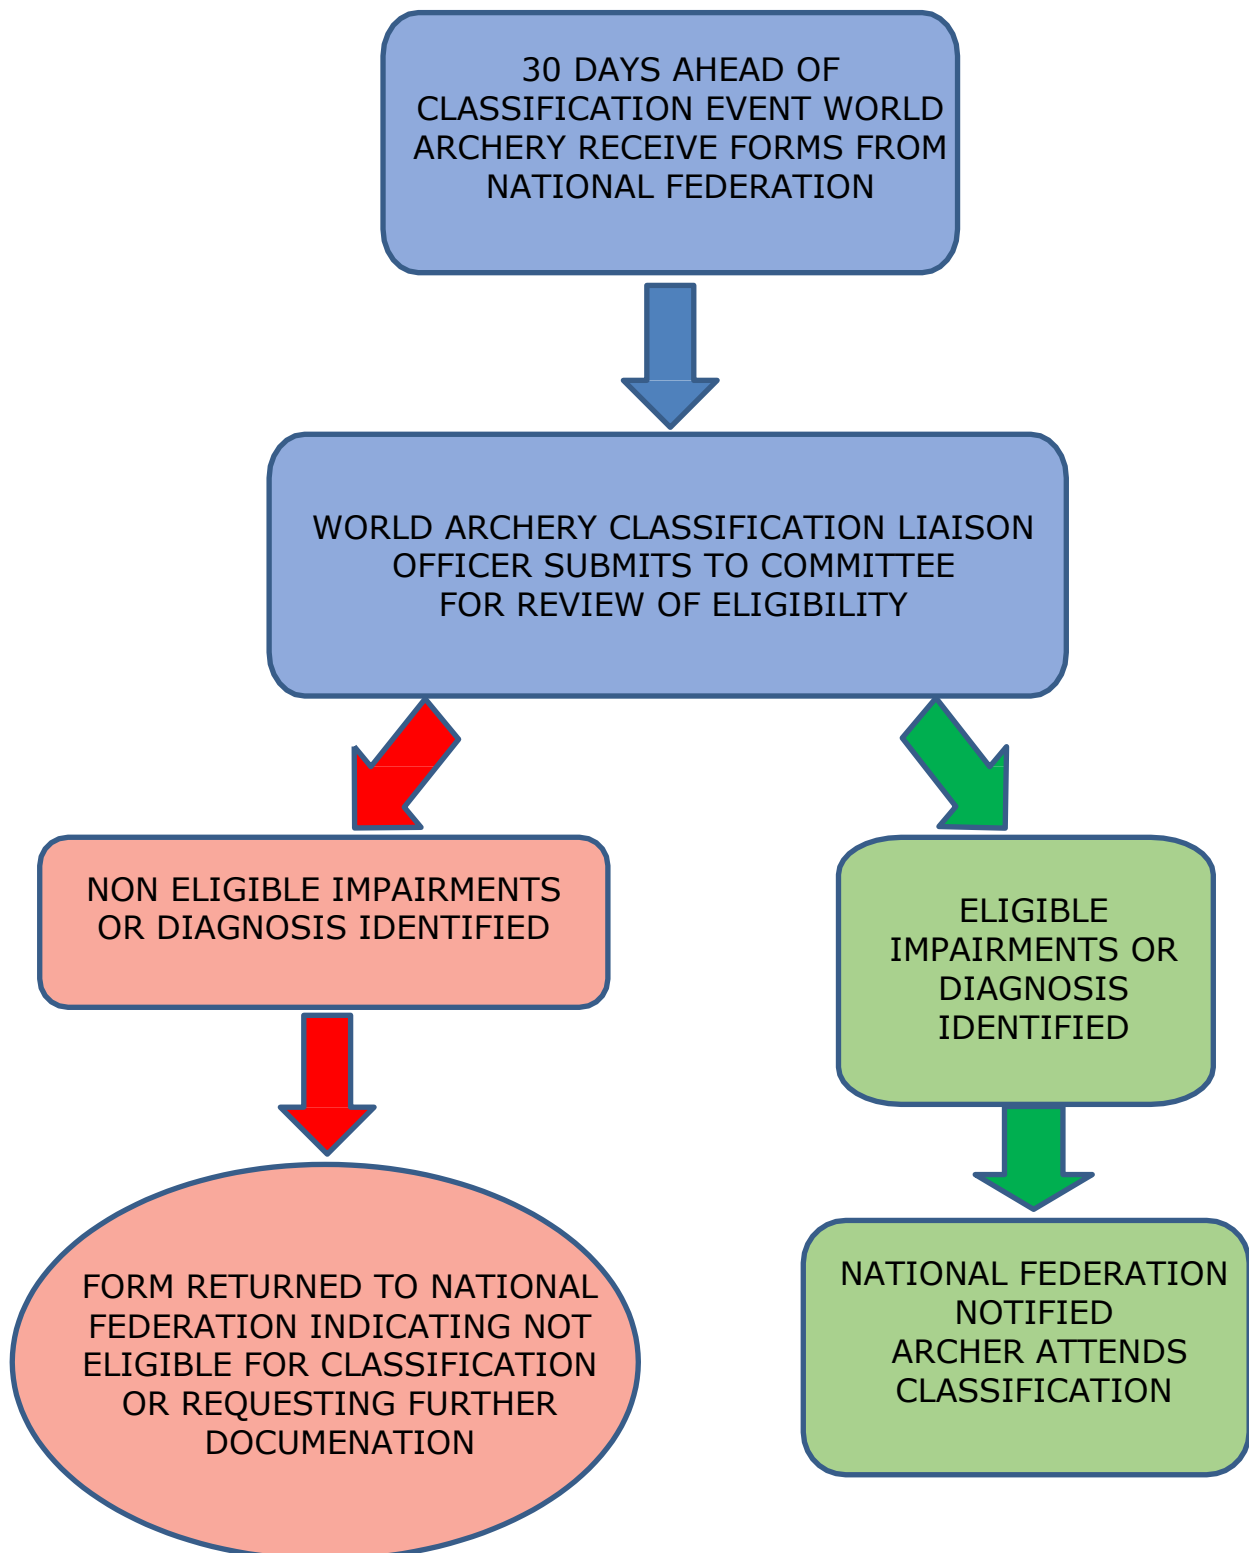 30 DAYS AHEAD OF
CLASSIFICATION EVENT WORLD
ARCHERY RECEIVE FORMS FROM
NATIONAL FEDERATION
WORLD ARCHERY CLASSIFICATION LIAISON
OFFICER SUBMITS TO COMMITTEE
FOR REVIEW OF ELIGIBILITY
NON ELIGIBLE IMPAIRMENTS
OR DIAGNOSIS IDENTIFIED
ELIGIBLE
IMPAIRMENTS OR
DIAGNOSIS
IDENTIFIED
FORM RETURNED TO NATIONAL
FEDERATION INDICATING NOT
ELIGIBLE FOR CLASSIFICATION
OR REQUESTING FURTHER
DOCUMENATION
NATIONAL FEDERATION
NOTIFIED
ARCHER ATTENDS
CLASSIFICATION